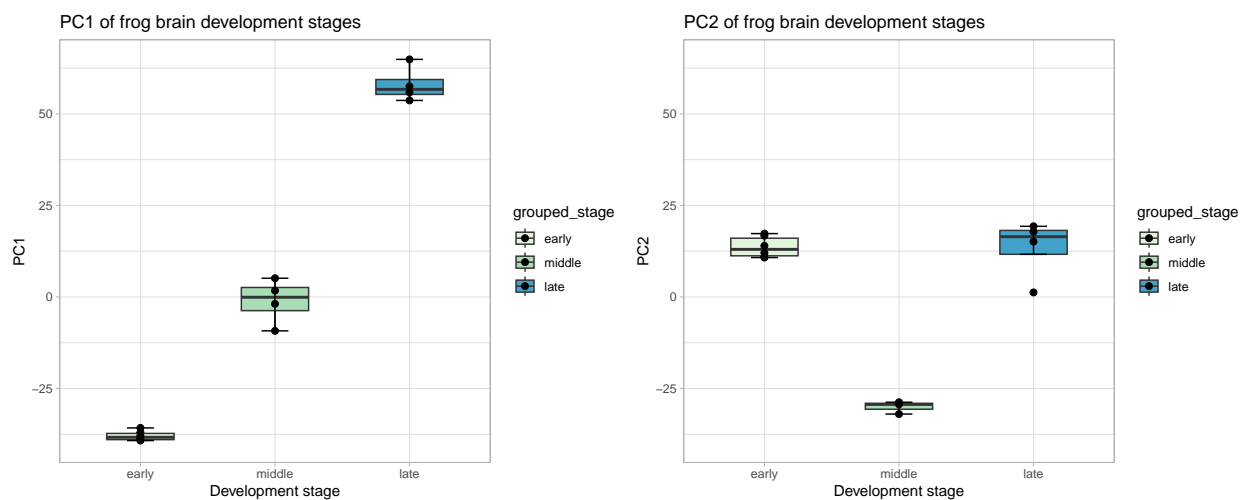 PC1 of frog brain development stages
50
25
0
−25
PC1
early
middle
late
Development stage
grouped_stage
early
middle
late
PC2 of frog brain development stages
50
25
0
−25
PC2
early
middle
late
Development stage
grouped_stage
early
middle
late